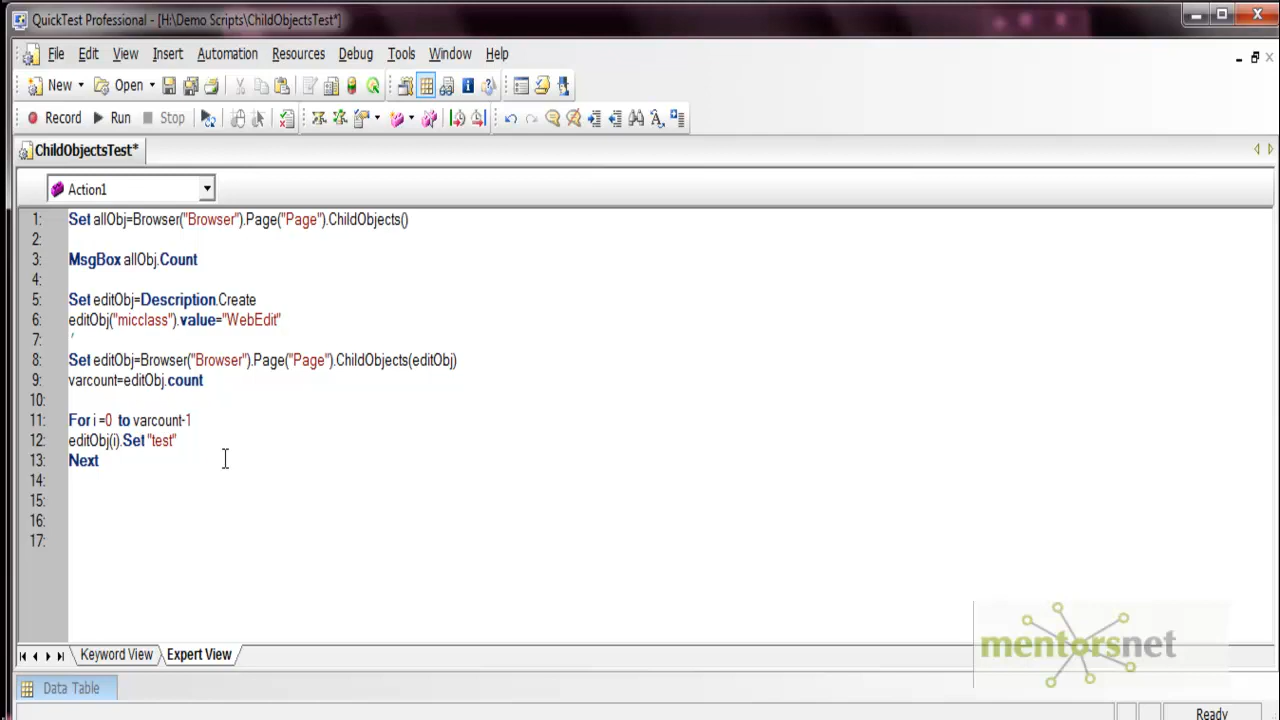 QuickTest Professional - [H:\Demo Scripts\ChildObjectsTest*]
File Edit View Insert Automation Resources Debug Tools Window Help
New Open
Record Run Stop
ChildObjectsTest*
Action1
1: Set allObj=Browser("Browser").Page("Page").ChildObjects()
2:
3: MsgBox allObj.Count
4:
5: Set editObj=Description.Create
6: editObj("micclass").value="WebEdit"
7: '
8: Set editObj=Browser("Browser").Page("Page").ChildObjects(editObj)
9: varcount=editObj.count
10:
11: For i =0 to varcount-1
12: editObj(i).Set "test"
13: Next
14:
15:
16:
17:
mentorsnet
Keyword View Expert View
Data Table
Ready